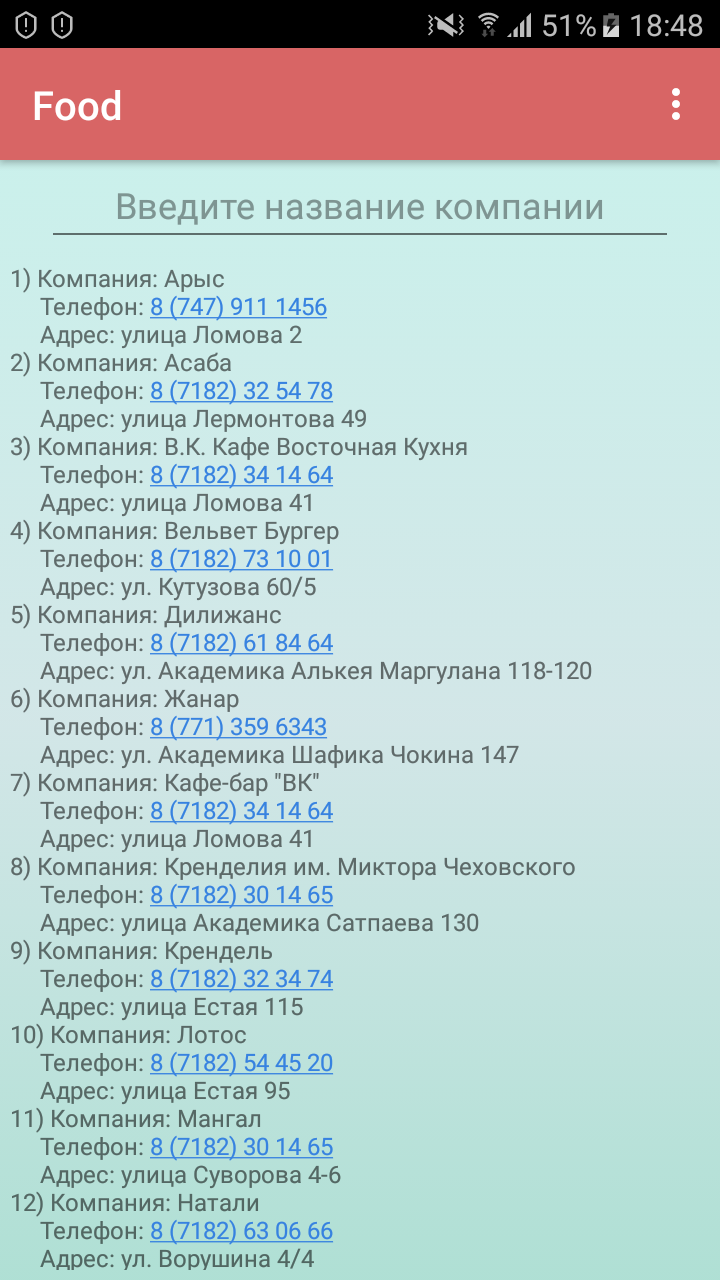 51% 18:48
Food
Введите название компании
1) Компания: Арыс
Телефон: 8 (747) 911 1456
Адрес: улица Ломова 2
2) Компания: Асаба
Телефон: 8 (7182) 32 54 78
Адрес: улица Лермонтова 49
3) Компания: В.К. Кафе Восточная Кухня
Телефон: 8 (7182) 34 14 64
Адрес: улица Ломова 41
4) Компания: Вельвет Бургер
Телефон: 8 (7182) 73 10 01
Адрес: ул. Кутузова 60/5
5) Компания: Дилижанс
Телефон: 8 (7182) 61 84 64
Адрес: ул. Академика Алькея Маргулана 118-120
6) Компания: Жанар
Телефон: 8 (771) 359 6343
Адрес: ул. Академика Шафика Чокина 147
7) Компания: Кафе-бар "ВК"
Телефон: 8 (7182) 34 14 64
Адрес: улица Ломова 41
8) Компания: Кренделия им. Миктора Чеховского
Телефон: 8 (7182) 30 14 65
Адрес: улица Академика Сатпаева 130
9) Компания: Крендель
Телефон: 8 (7182) 32 34 74
Адрес: улица Естая 115
10) Компания: Лотос
Телефон: 8 (7182) 54 45 20
Адрес: улица Естая 95
11) Компания: Мангал
Телефон: 8 (7182) 30 14 65
Адрес: улица Суворова 4-6
12) Компания: Натали
Телефон: 8 (7182) 63 06 66
Адрес: ул. Ворушина 4/4